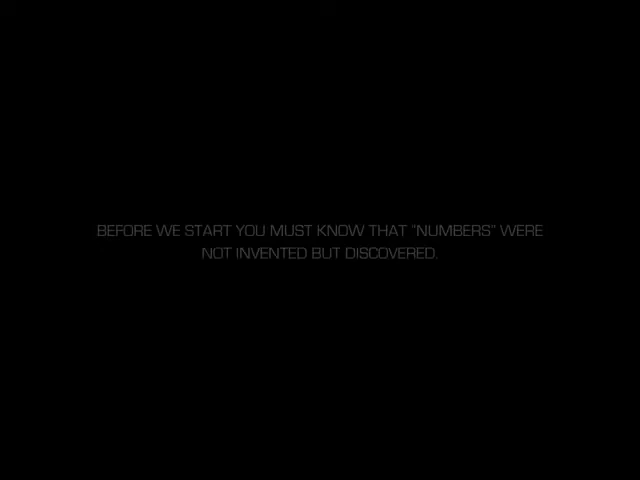 BEFORE WE START YOU MUST KNOW THAT "NUMBERS" WERE
NOT INVENTED BUT DISCOVERED.